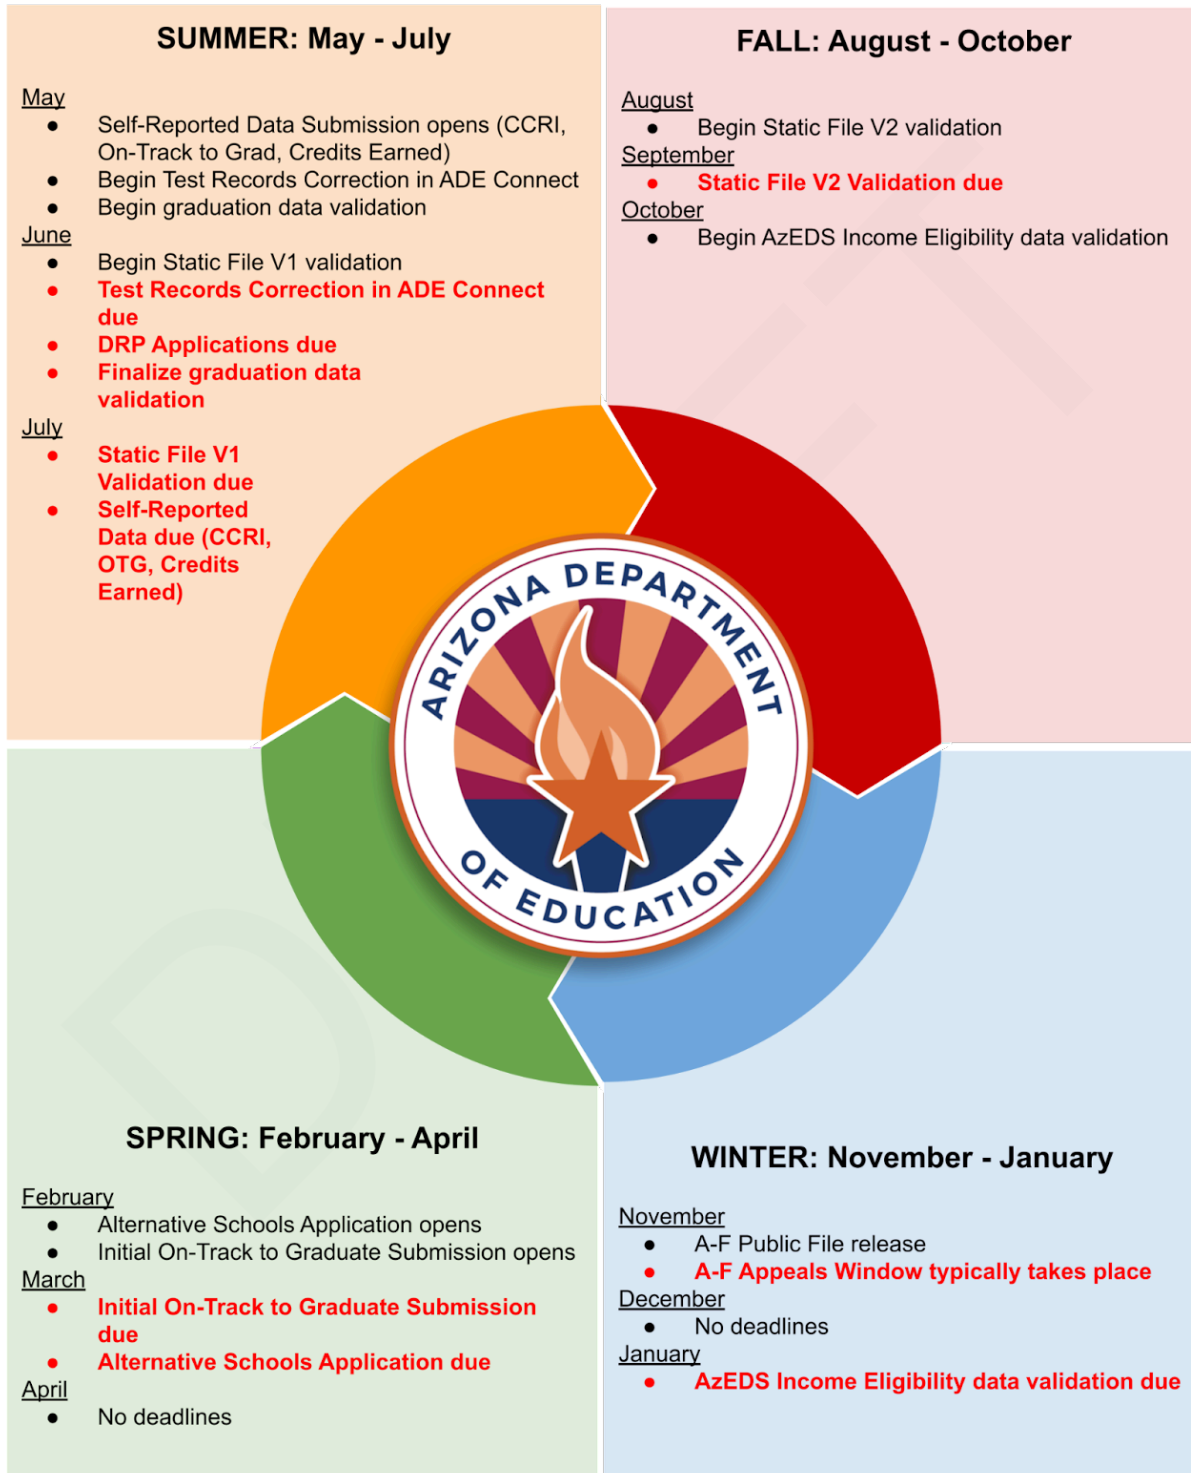 SUMMER: May - July
May
● Self-Reported Data Submission opens (CCRI,
On-Track to Grad, Credits Earned)
● Begin Test Records Correction in ADE Connect
● Begin graduation data validation
June
● Begin Static File V1 validation
● Test Records Correction in ADE Connect
due
● DRP Applications due
● Finalize graduation data
validation
July
● Static File V1
Validation due
● Self-Reported
Data due (CCRI,
OTG, Credits
Earned)
FALL: August - October
August
● Begin Static File V2 validation
September
● Static File V2 Validation due
October
● Begin AzEDS Income Eligibility data validation
ARIZONA DEPARTMENT
OF EDUCATION
SPRING: February - April
February
● Alternative Schools Application opens
● Initial On-Track to Graduate Submission opens
March
● Initial On-Track to Graduate Submission
due
● Alternative Schools Application due
April
● No deadlines
WINTER: November - January
November
● A-F Public File release
● A-F Appeals Window typically takes place
December
● No deadlines
January
● AzEDS Income Eligibility data validation due